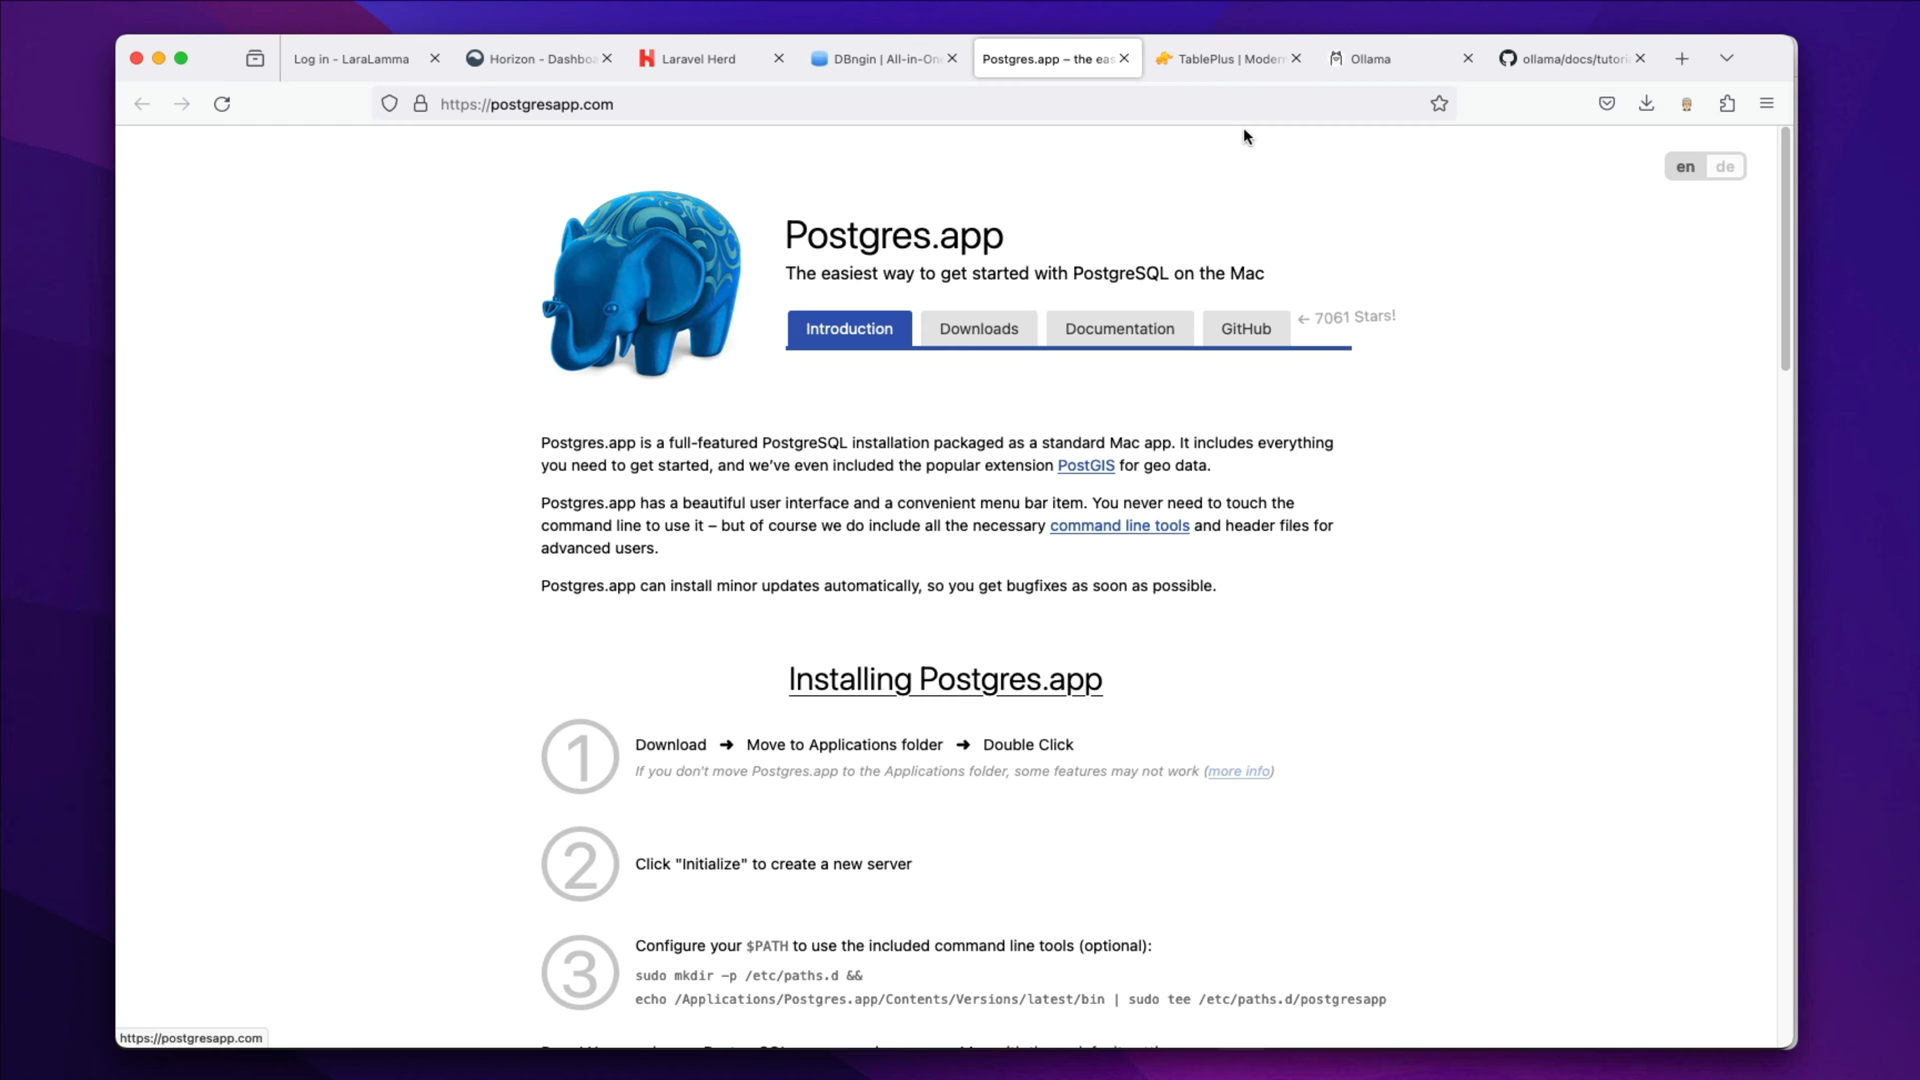 Log in - LaraLamma
Horizon - Dashboa
Laravel Herd
DBngin | All-in-On
Postgres.app – the eas
TablePlus | Modern
Ollama
ollama/docs/tutori
https://postgresapp.com
en de
Postgres.app
The easiest way to get started with PostgreSQL on the Mac
Introduction
Downloads
Documentation
GitHub
← 7061 Stars!
Postgres.app is a full-featured PostgreSQL installation packaged as a standard Mac app. It includes everything
you need to get started, and we’ve even included the popular extension PostGIS for geo data.
Postgres.app has a beautiful user interface and a convenient menu bar item. You never need to touch the
command line to use it – but of course we do include all the necessary command line tools and header files for
advanced users.
Postgres.app can install minor updates automatically, so you get bugfixes as soon as possible.
Installing Postgres.app
1
Download ➜ Move to Applications folder ➜ Double Click
If you don't move Postgres.app to the Applications folder, some features may not work (more info)
2
Click "Initialize" to create a new server
3
Configure your $PATH to use the included command line tools (optional):
sudo mkdir -p /etc/paths.d &&
echo /Applications/Postgres.app/Contents/Versions/latest/bin | sudo tee /etc/paths.d/postgresapp
https://postgresapp.com